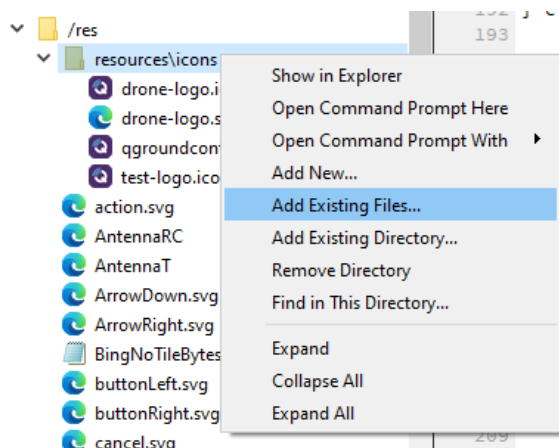 /res
193
resources\icons
drone-logo.i
drone-logo.s
qgroundcon
test-logo.ico
action.svg
AntennaRC
AntennaT
ArrowDown.svg
ArrowRight.svg
BingNoTileBytes
buttonLeft.svg
buttonRight.svg
cancel.svg
Show in Explorer
Open Command Prompt Here
Open Command Prompt With
Add New...
Add Existing Files...
Add Existing Directory...
Remove Directory
Find in This Directory...
Expand
Collapse All
Expand All
209